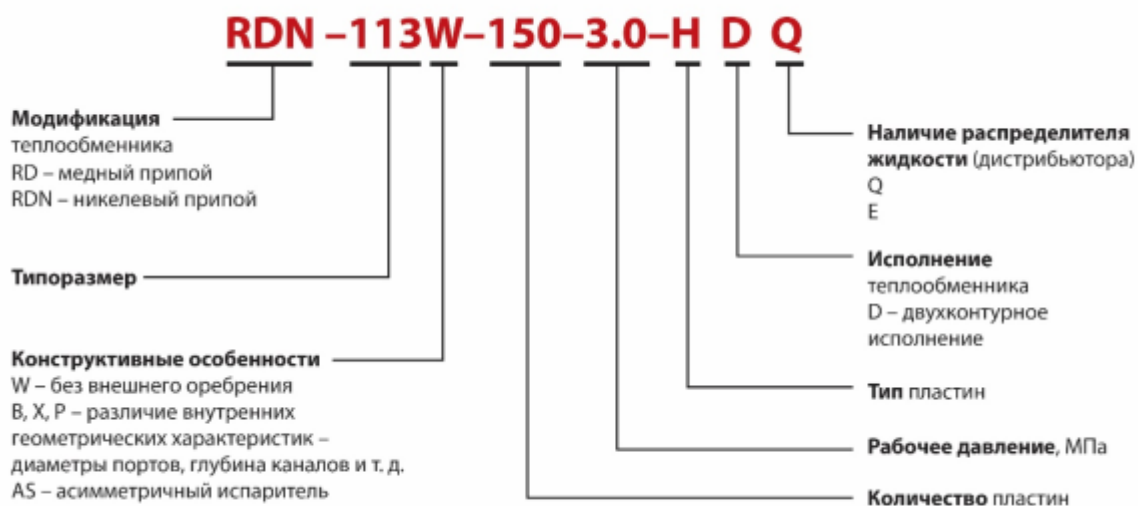 RDN –113W–150–3.0–H D Q
Модификация
теплообменника
RD – медный припой
RDN – никелевый припой
Типоразмер
Конструктивные особенности
W – без внешнего оребрения
B, X, P – различие внутренних
геометрических характеристик –
диаметры портов, глубина каналов и т. д.
AS – асимметричный испаритель
Наличие распределителя
жидкости (дистрибьютора)
Q
E
Исполнение
теплообменника
D – двухконтурное
исполнение
Тип пластин
Рабочее давление, МПа
Количество пластин